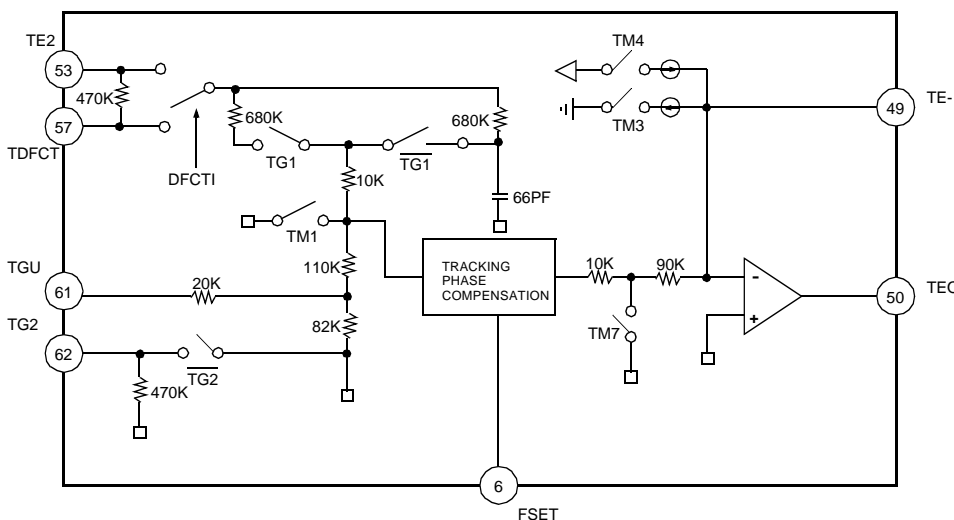 TE2
53
470K
57
TDFCT
DFCTI
680K
TG1
TG1
680K
10K
66PF
TM1
TM4
TM3
49
TE-
TGU
61
20K
110K
TRACKING
PHASE
COMPENSATION
10K
90K
-
+
TM7
50
TEO
TG2
62
82K
TG2
470K
6
FSET